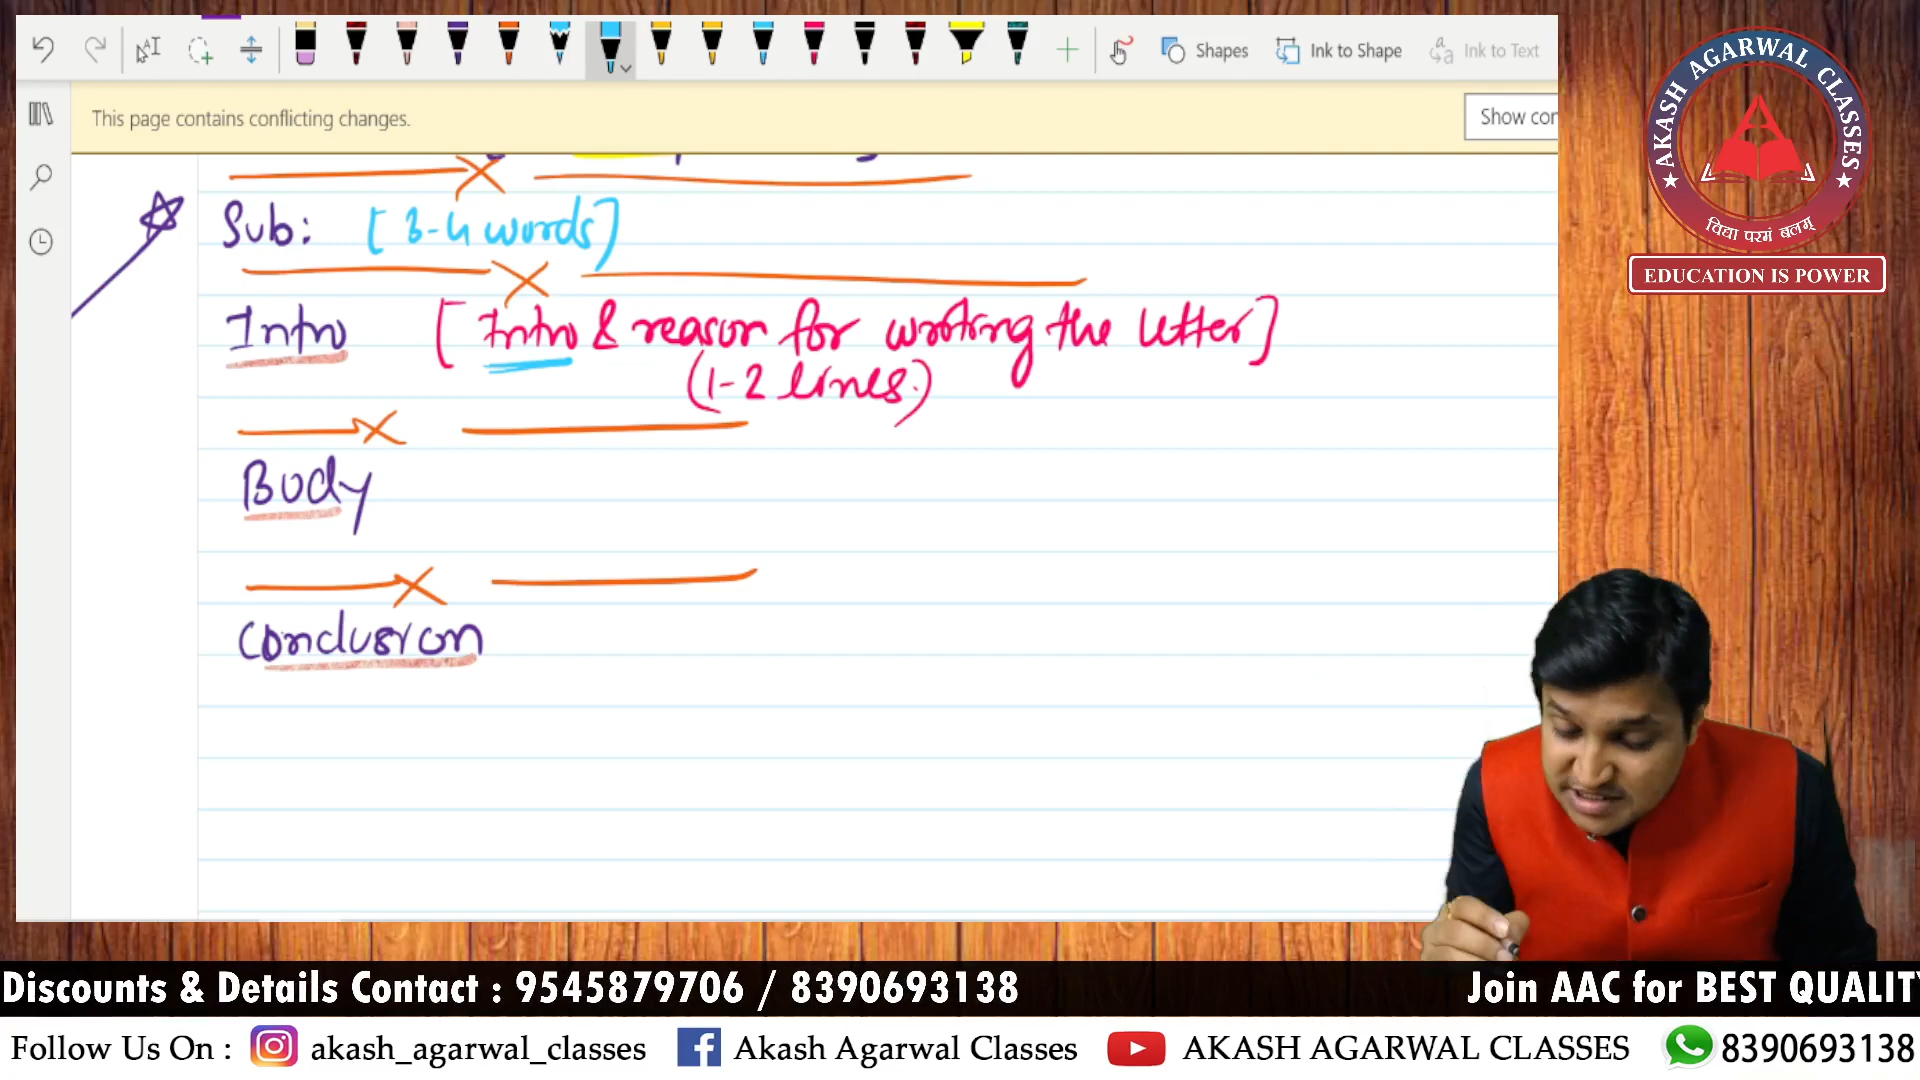 Shapes
Ink to Shape
Ink to Text
This page contains conflicting changes.
Show con
Sub: [3-4 words]
Intro [Intro & reason for writing the letter]
(1-2 lines.)
Body
Conclusion
AKASH AGARWAL CLASSES
विद्या परमं बलम्
EDUCATION IS POWER
Discounts & Details Contact : 9545879706 / 8390693138
Join AAC for BEST QUALIT
Follow Us On : akash_agarwal_classes Akash Agarwal Classes AKASH AGARWAL CLASSES 8390693138